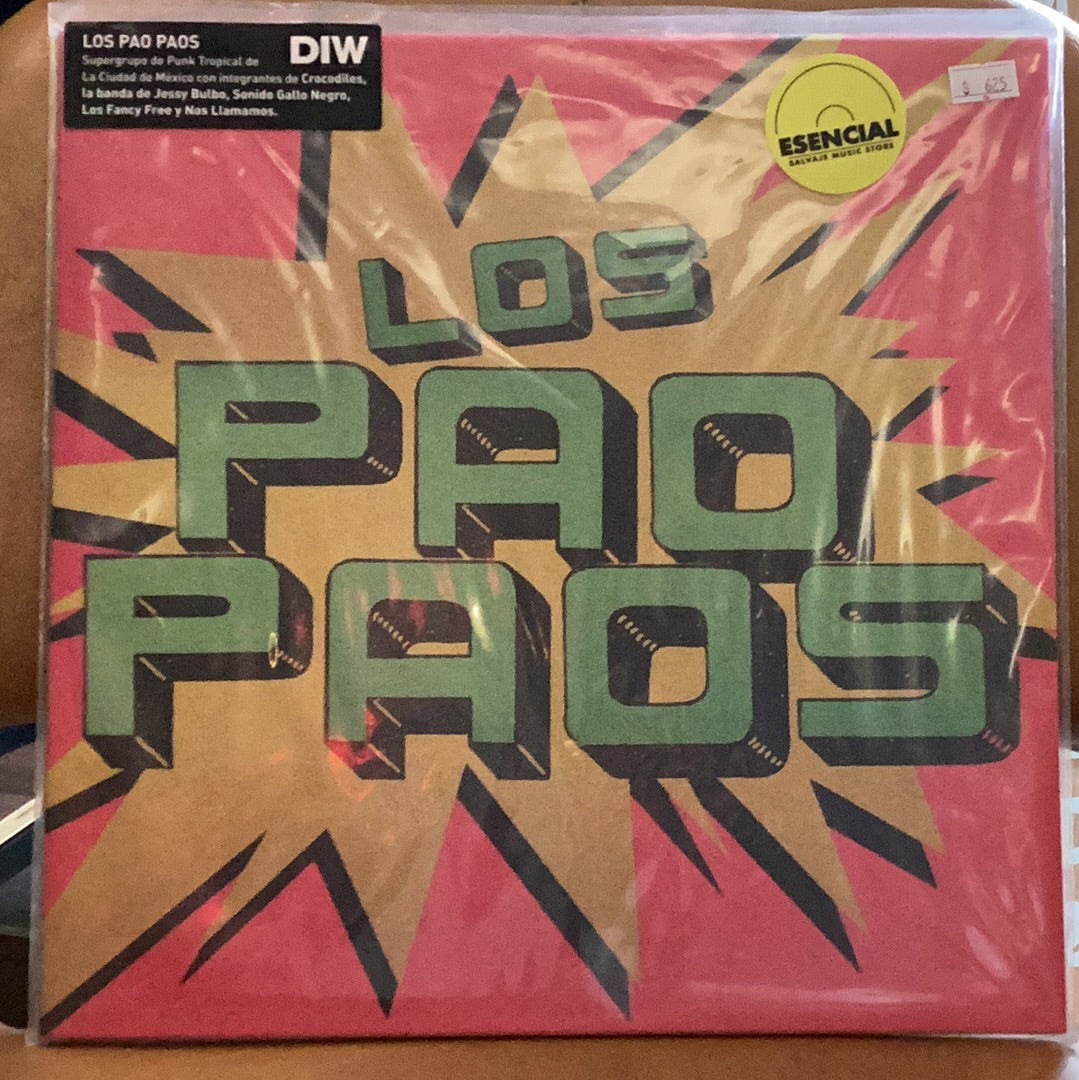 LOS PAO PAOS
DIW
Supergrupo de Punk Tropical de
La Ciudad de México con integrantes de Crocodiles,
la banda de Jessy Bulbo, Sonido Gallo Negro,
Los Fancy Free y Nos Llamamos.
ESENCIAL
SALVAJE MUSIC STORE
$ 625
LOS
PAO
PAOS